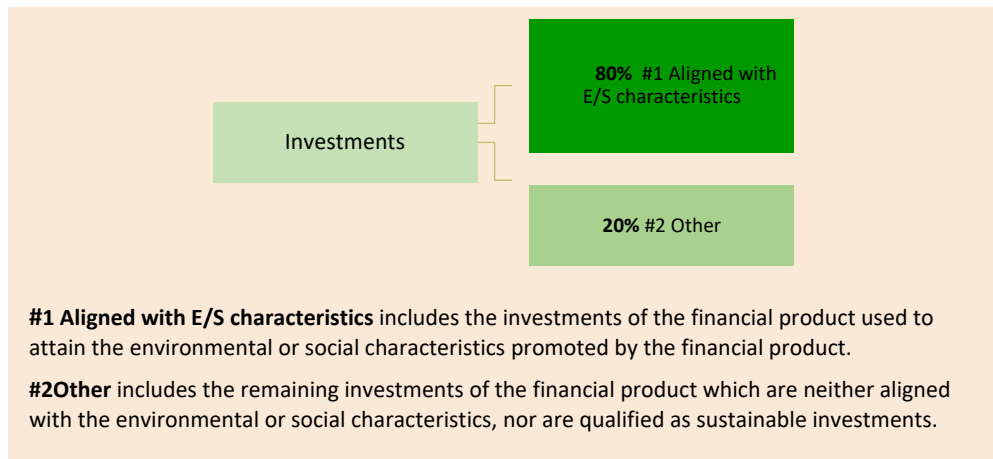 80% #1 Aligned with
E/S characteristics
Investments
20% #2 Other
#1 Aligned with E/S characteristics includes the investments of the financial product used to
attain the environmental or social characteristics promoted by the financial product.
#2Other includes the remaining investments of the financial product which are neither aligned
with the environmental or social characteristics, nor are qualified as sustainable investments.